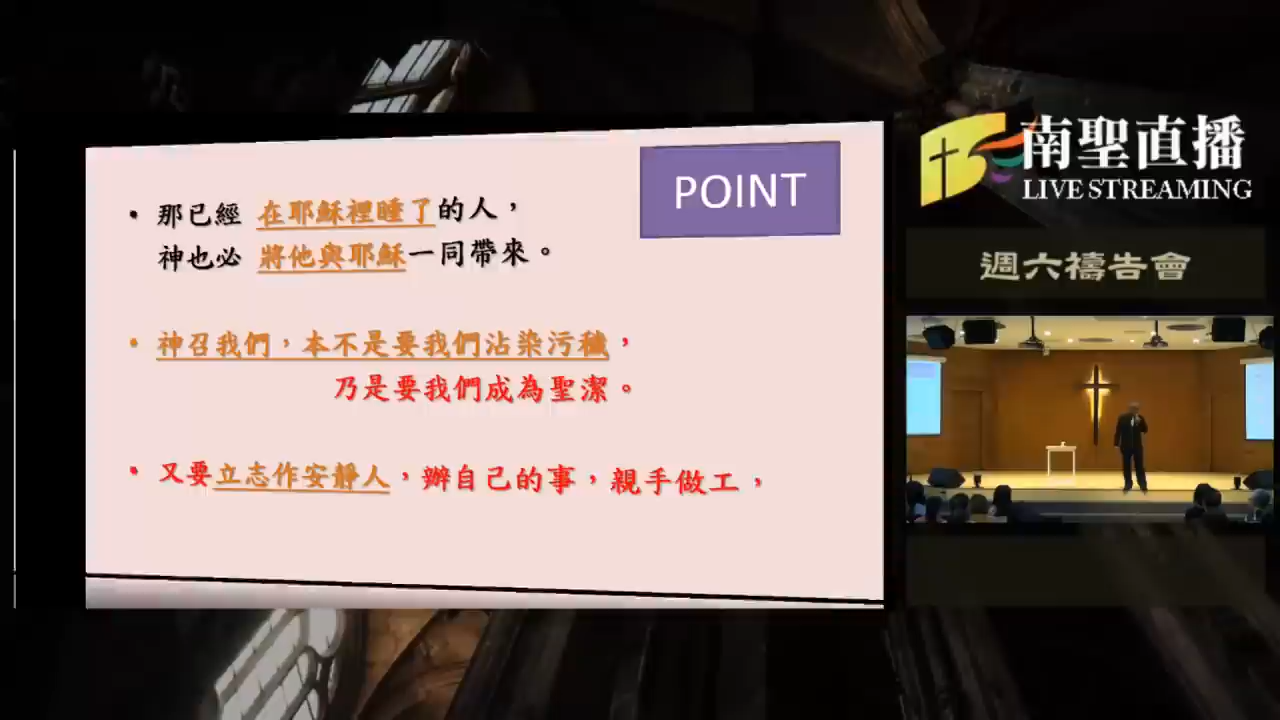 POINT
• 那已經 在耶穌裡睡了的人，
神也必 將他與耶穌一同帶來。
• 神召我們，本不是要我們沾染污穢，
乃是要我們成為聖潔。
• 又要立志作安靜人，辦自己的事，親手做工，
南聖直播
LIVE STREAMING
週六禱告會